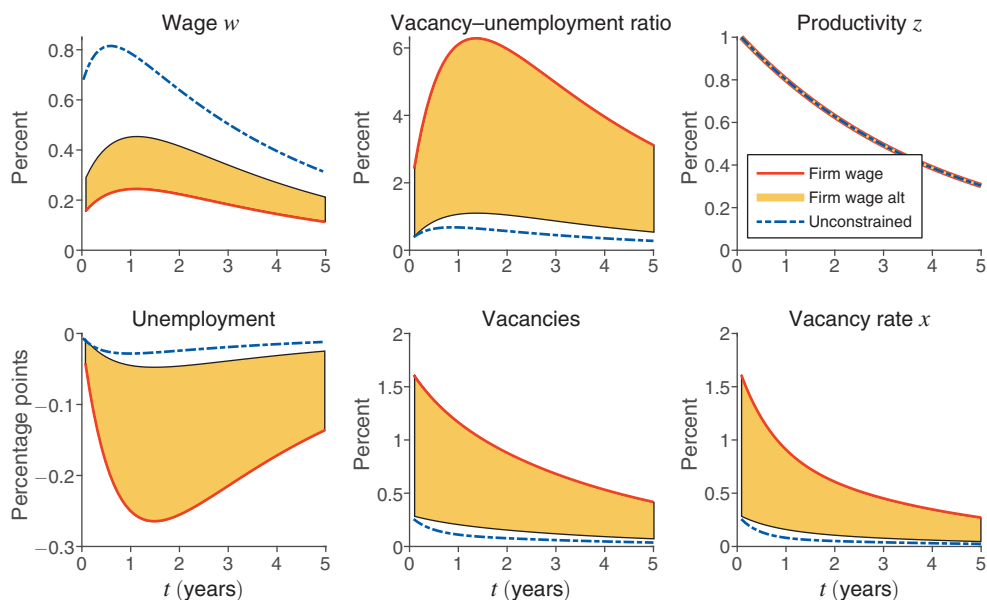 Wage w
Percent
0.8
0.6
0.4
0.2
0
0 1 2 3 4 5
Vacancy–unemployment ratio
Percent
6
4
2
0
0 1 2 3 4 5
Productivity z
Percent
1
0.8
0.6
0.4
0.2
0
0 1 2 3 4 5
Firm wage
Firm wage alt
Unconstrained
Unemployment
Percentage points
0
−0.1
−0.2
−0.3
0 1 2 3 4 5
t (years)
Vacancies
Percent
2
1.5
1
0.5
0
0 1 2 3 4 5
t (years)
Vacancy rate x
Percent
2
1.5
1
0.5
0
0 1 2 3 4 5
t (years)